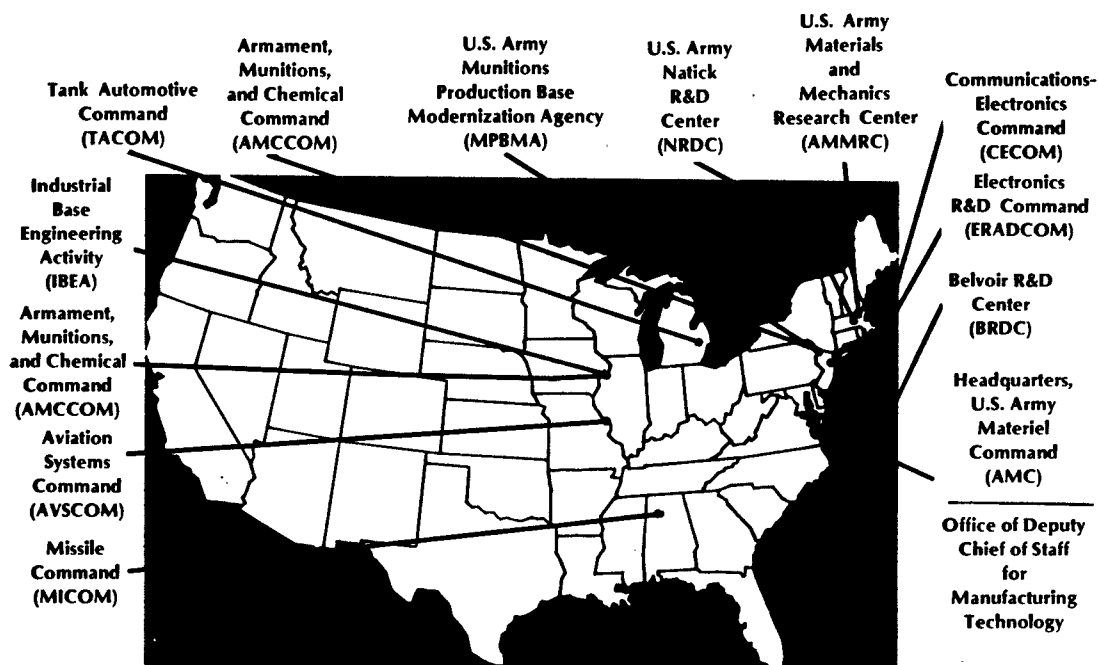 Tank Automotive
Command
(TACOM)
Armament,
Munitions,
and Chemical
Command
(AMCCOM)
U.S. Army
Munitions
Production Base
Modernization Agency
(MPBMA)
U.S. Army
Natick
R&D
Center
(NRDC)
U.S. Army
Materials
and
Mechanics
Research Center
(AMMRC)
Communications-
Electronics
Command
(CECOM)
Electronics
R&D Command
(ERADCOM)
Belvoir R&D
Center
(BRDC)
Headquarters,
U.S. Army
Materiel
Command
(AMC)
Office of Deputy
Chief of Staff
for
Manufacturing
Technology
Industrial
Base
Engineering
Activity
(IBEA)
Armament,
Munitions,
and Chemical
Command
(AMCCOM)
Aviation
Systems
Command
(AVSCOM)
Missile
Command
(MICOM)